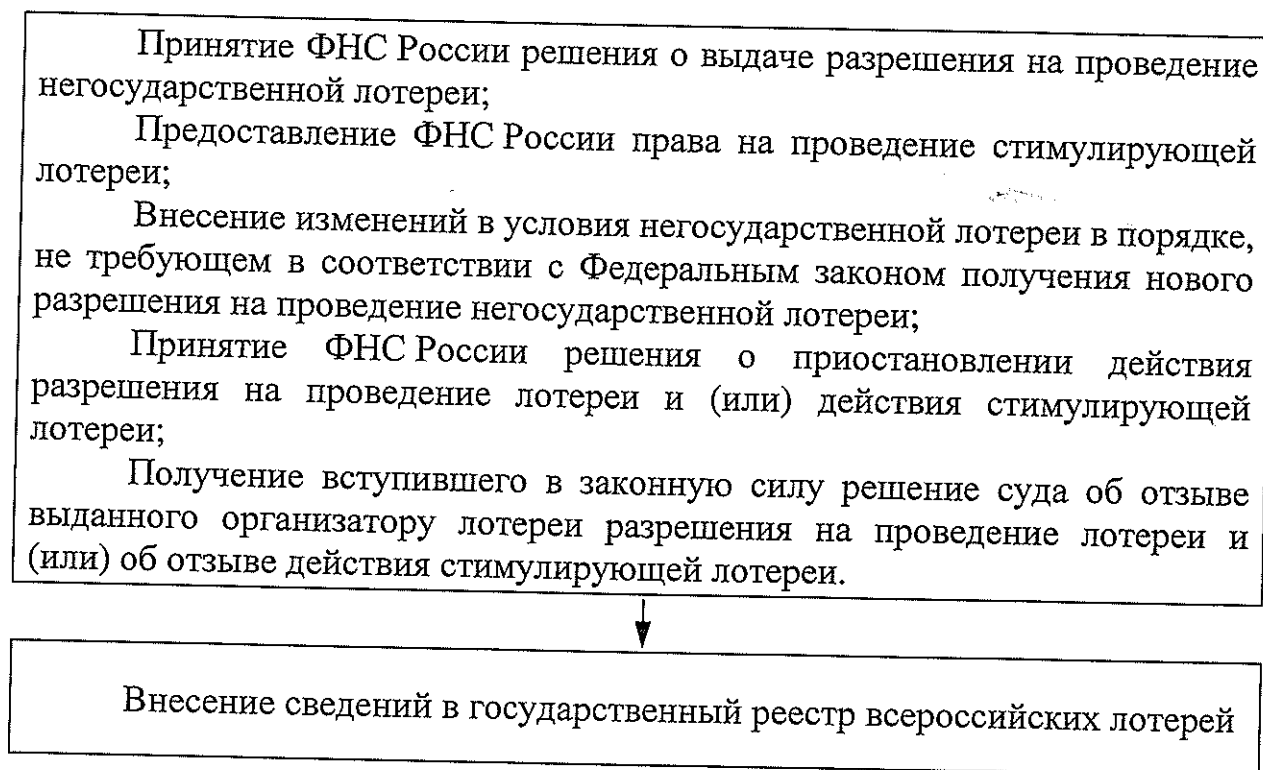 Принятие ФНС России решения о выдаче разрешения на проведение
негосударственной лотереи;
Предоставление ФНС России права на проведение стимулирующей
лотереи;
Внесение изменений в условия негосударственной лотереи в порядке,
не требующем в соответствии с Федеральным законом получения нового
разрешения на проведение негосударственной лотереи;
Принятие ФНС России решения о приостановлении действия
разрешения на проведение лотереи и (или) действия стимулирующей
лотереи;
Получение вступившего в законную силу решение суда об отзыве
выданного организатору лотереи разрешения на проведение лотереи и
(или) об отзыве действия стимулирующей лотереи.
Внесение сведений в государственный реестр всероссийских лотерей